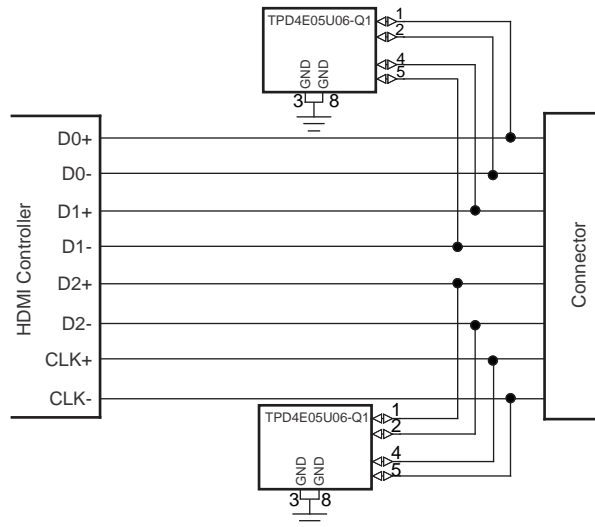 TPD4E05U06-Q1
1
2
4
5
GND
GND
3
8
HDMI Controller
D0+
D0-
D1+
D1-
D2+
D2-
CLK+
CLK-
Connector
TPD4E05U06-Q1
1
2
4
5
GND
GND
3
8